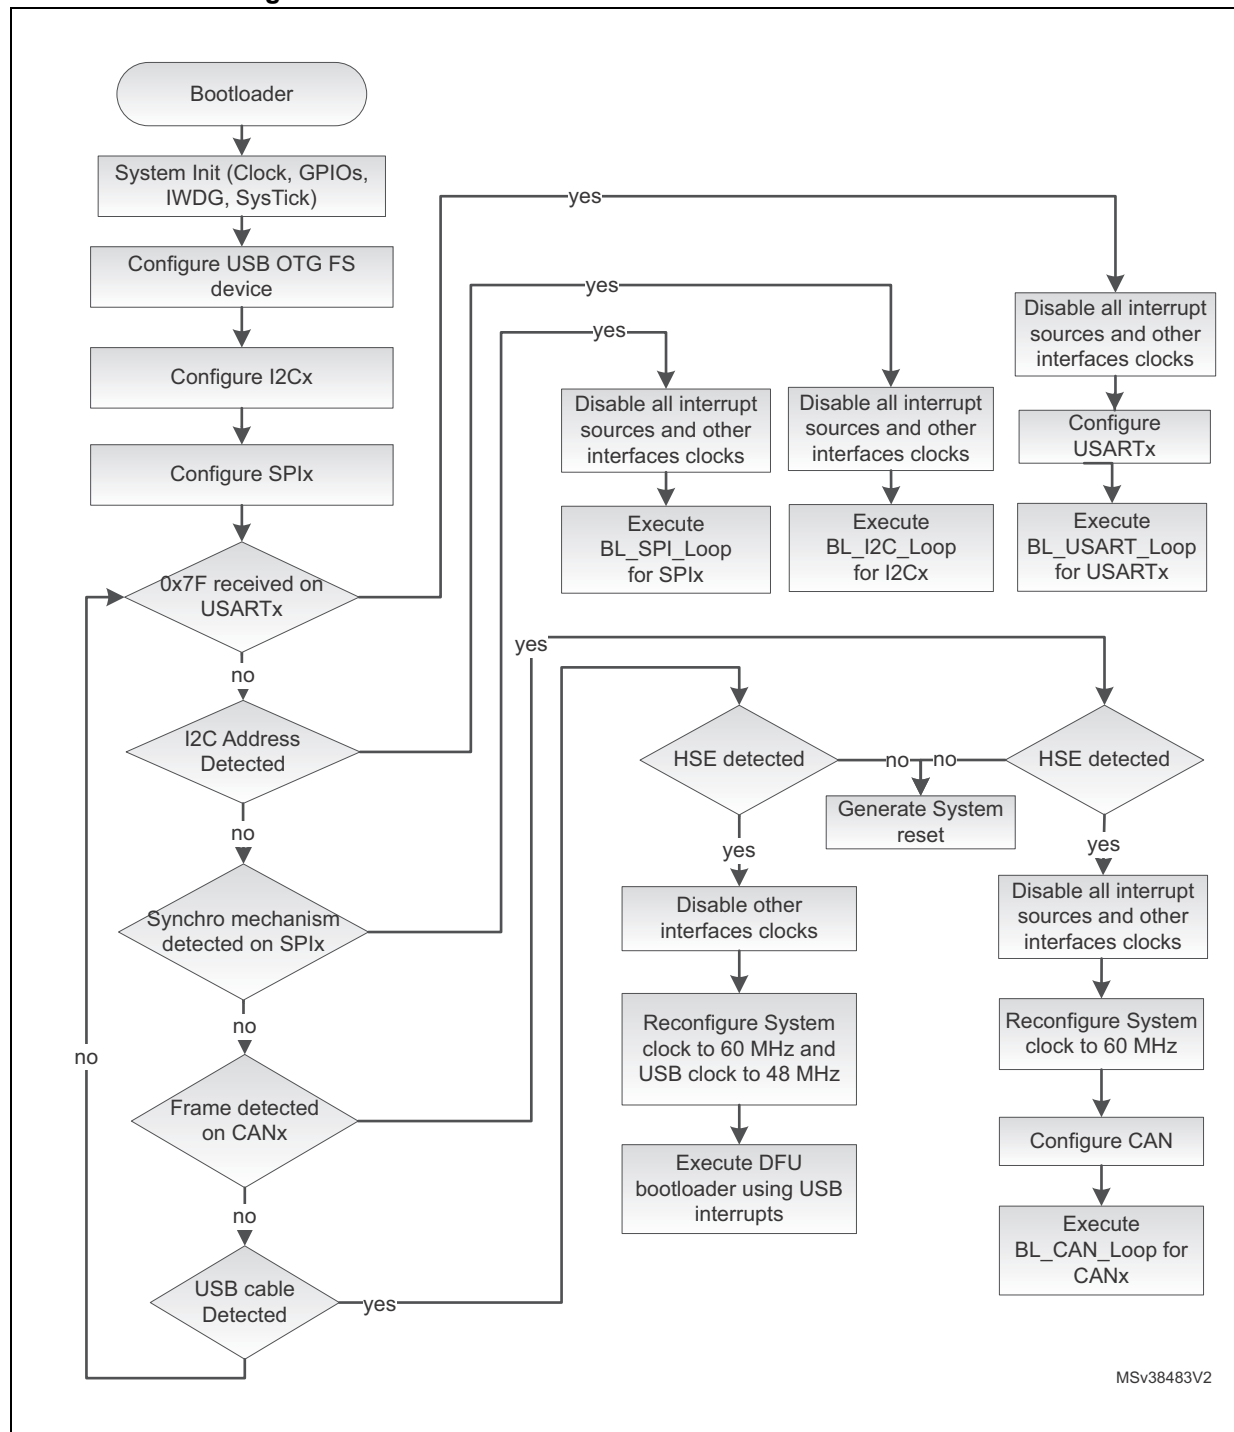 Bootloader
System Init (Clock, GPIOs,
IWDG, SysTick)
Configure USB OTG FS
device
Configure I2Cx
Configure SPIx
0x7F received on
USARTx
no
I2C Address
Detected
no
Synchro mechanism
detected on SPIx
no
Frame detected
on CANx
no
USB cable
Detected
yes
no
yes
Disable all interrupt
sources and other
interfaces clocks
Configure
USARTx
Execute
BL_USART_Loop
for USARTx
yes
Disable all interrupt
sources and other
interfaces clocks
Execute
BL_I2C_Loop
for I2Cx
yes
Disable all interrupt
sources and other
interfaces clocks
Execute
BL_SPI_Loop
for SPIx
yes
HSE detected
no
no
HSE detected
Generate System
reset
yes
Disable other
interfaces clocks
Reconfigure System
clock to 60 MHz and
USB clock to 48 MHz
Execute DFU
bootloader using USB
interrupts
yes
Disable all interrupt
sources and other
interfaces clocks
Reconfigure System
clock to 60 MHz
Configure CAN
Execute
BL_CAN_Loop for
CANx
MSv38483V2